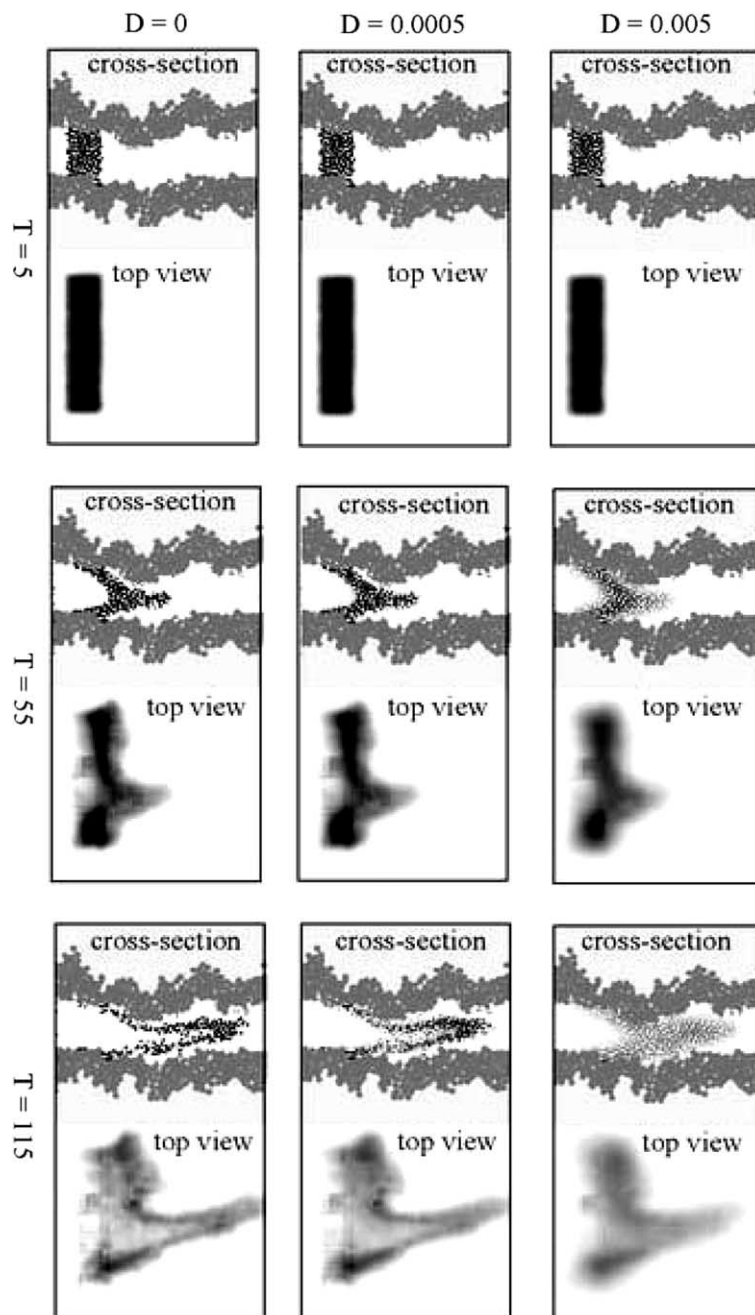 D = 0
D = 0.0005
D = 0.005
T = 5
cross-section
cross-section
cross-section
top view
top view
top view
T = 55
cross-section
cross-section
cross-section
top view
top view
top view
T = 115
cross-section
cross-section
cross-section
top view
top view
top view